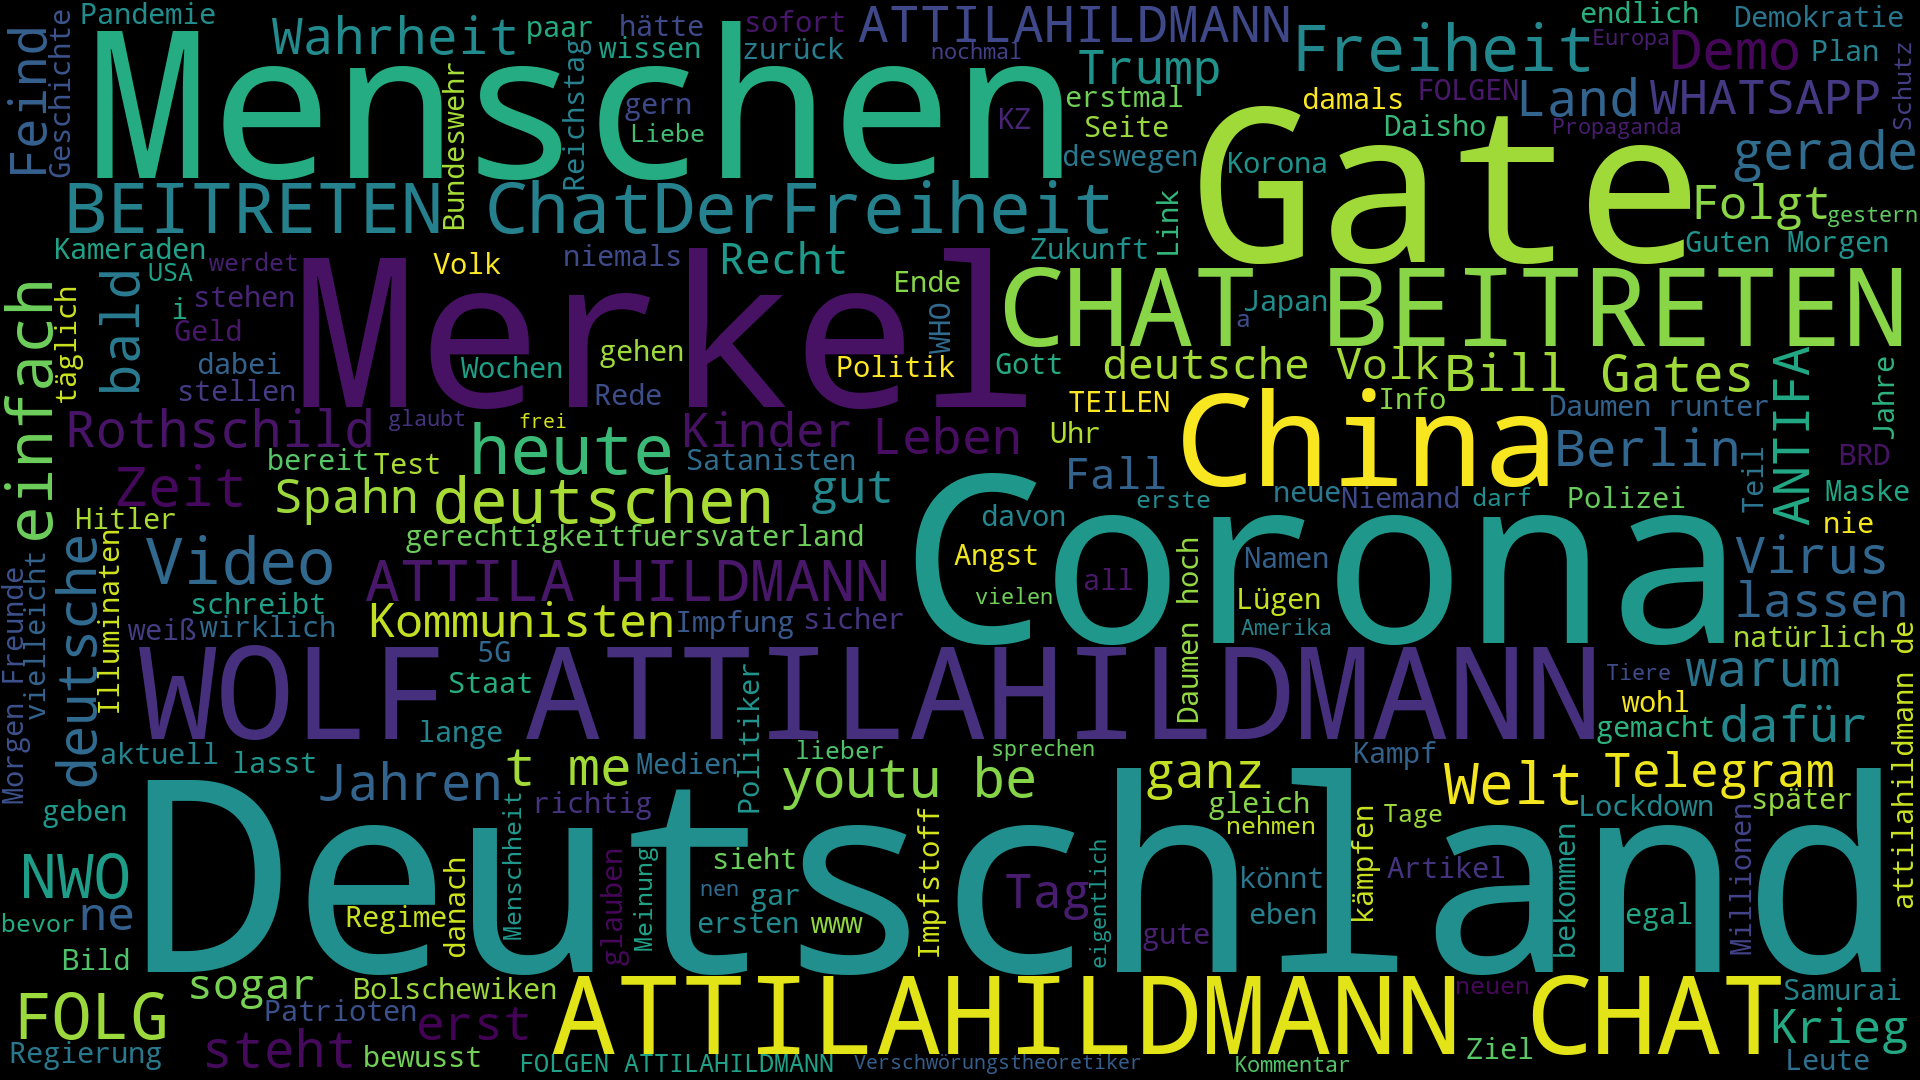 Pandemie
Menschen
Wahrheit
paar
hätte
sofort
ATTILAHILDMANN
endlich
Demokratie
Feind
Geschichte
wissen
zurück
nochmal
Freiheit
Europa
Demo
Plan
Bundeswehr
Reichstag
gern
Liebe
Trump
erstmal
KZ
Seite
deswegen
damals
FOLGEN
Land
WHATSAPP
Schutz
Daisho
Propaganda
Korona
gerade
Gate
BEITRETEN
ChatDerFreiheit
Link
Folgt
gestern
Kameraden
USA
werdet
Volk
niemals
Recht
Zukunft
Guten Morgen
einfach
täglich
bald
i
stehen
Geld
dabei
stellen
Merkel
Ende
WHO
CHAT BEITRETEN
a
Japan
Wochen
gehen
Rede
Politik
Gott
deutsche
Volk
Bill Gates
ANTIFA
Jahre
Rothschild
glaubt
frei
Kinder
Leben
TEILEN
China
Info
Daumen runter
Uhr
Berlin
BRD
Zeit
bereit
Test
heute
Satanisten
Fall
Teil
Maske
Spahn
deutschen
gut
erste
neue
Niemand
darf
Polizei
nie
Hitler
Illuminaten
gerechtigkeitfuersvaterland
davon
Corona
Angst
Namen
Virus
Video
ATTILA HILDMANN
vielen
all
Daumen hoch
Lügen
lassen
Morgen Freunde
vielleicht
deutsche
schreibt
weiß
wirklich
Kommunisten
Impfung
sicher
Amerika
natürlich
attilahildmann de
WOLF ATTILAHILDMANN
5G
Staat
Tiere
warum
wohl
gemacht
dafür
lange
aktuell
lasst
Politiker
lieber
sprechen
Kampf
Jahren
t me
Medien
youtu be
ganz
Welt
Telegram
geben
richtig
gleich
nehmen
Tage
Lockdown
später
NWO
Deutschland
Menschheit
sieht
Impfstoff
eigentlich
kämpfen
Artikel
Millionen
bevor
ne
Regime
danach
glauben
Meinung
nen
gar
ersten
www
Tag
gute
könnt
eben
bekommen
egal
Bild
sogar
FOLG
Bolschewiken
Patrioten
erst
ATTILAHILDMANN CHAT
neuen
Samurai
Krieg
Regierung
steht
bewusst
FOLGEN ATTILAHILDMANN
Verschwörungstheoretiker
Kommentar
Ziel
Leute